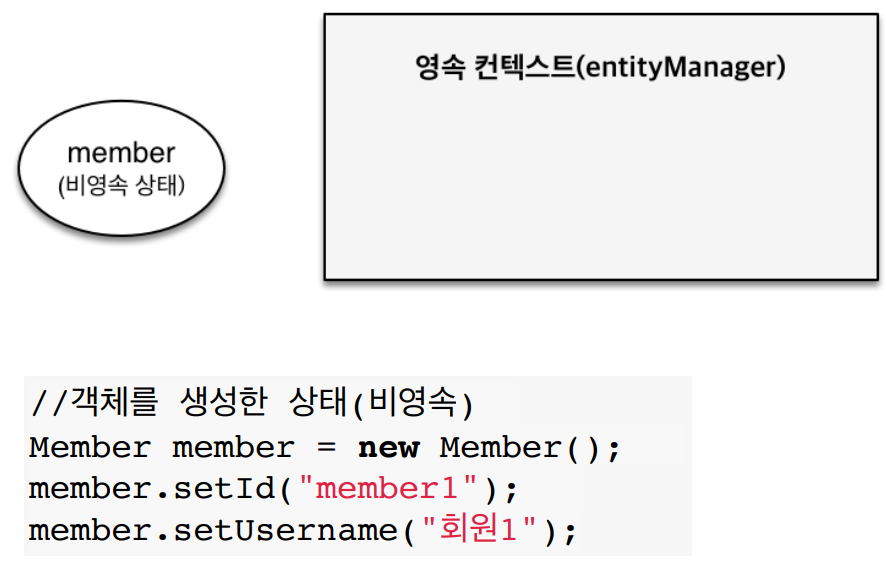 영속 컨텍스트(entityManager)
member
(비영속 상태)
//객체를 생성한 상태(비영속)
Member member = new Member();
member.setId("member1");
member.setUsername("회원1");